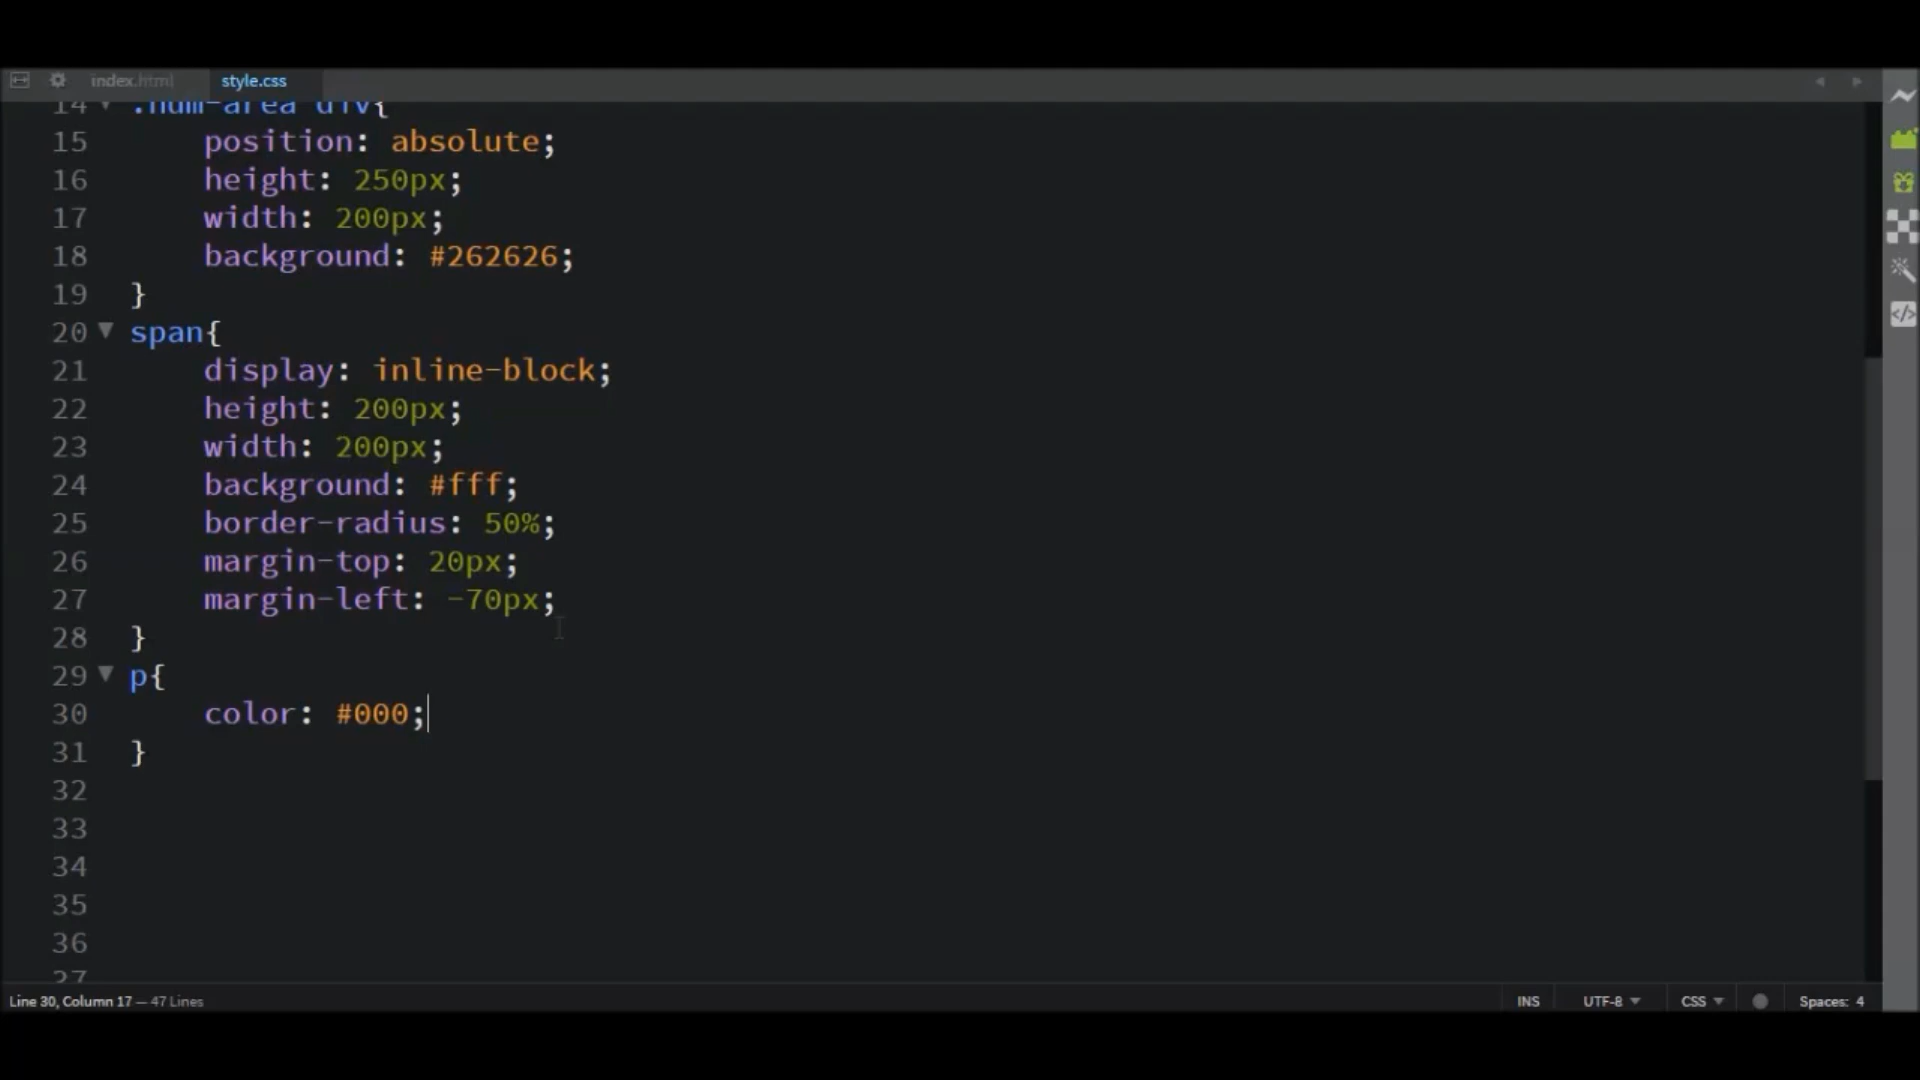 index.html style.css
14 .num-area div{
15 position: absolute;
16 height: 250px;
17 width: 200px;
18 background: #262626;
19 }
20 span{
21 display: inline-block;
22 height: 200px;
23 width: 200px;
24 background: #fff;
25 border-radius: 50%;
26 margin-top: 20px;
27 margin-left: -70px;
28 }
29 p{
30 color: #000;
31 }
32
33
34
35
36
37
Line 30, Column 17 — 47 Lines INS UTF-8 CSS Spaces: 4